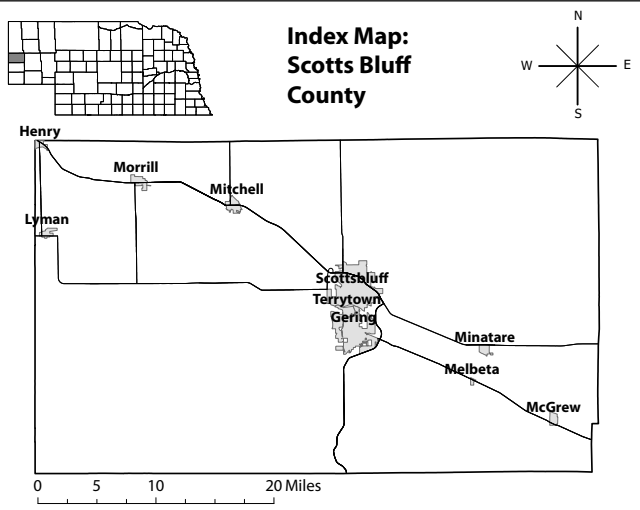 Index Map:
Scotts Bluff
County
N
W
E
S
Henry
Morrill
Mitchell
Lyman
Scottsbluff
Terrytown
Gering
Minatare
Melbeta
McGrew
0 5 10 20 Miles